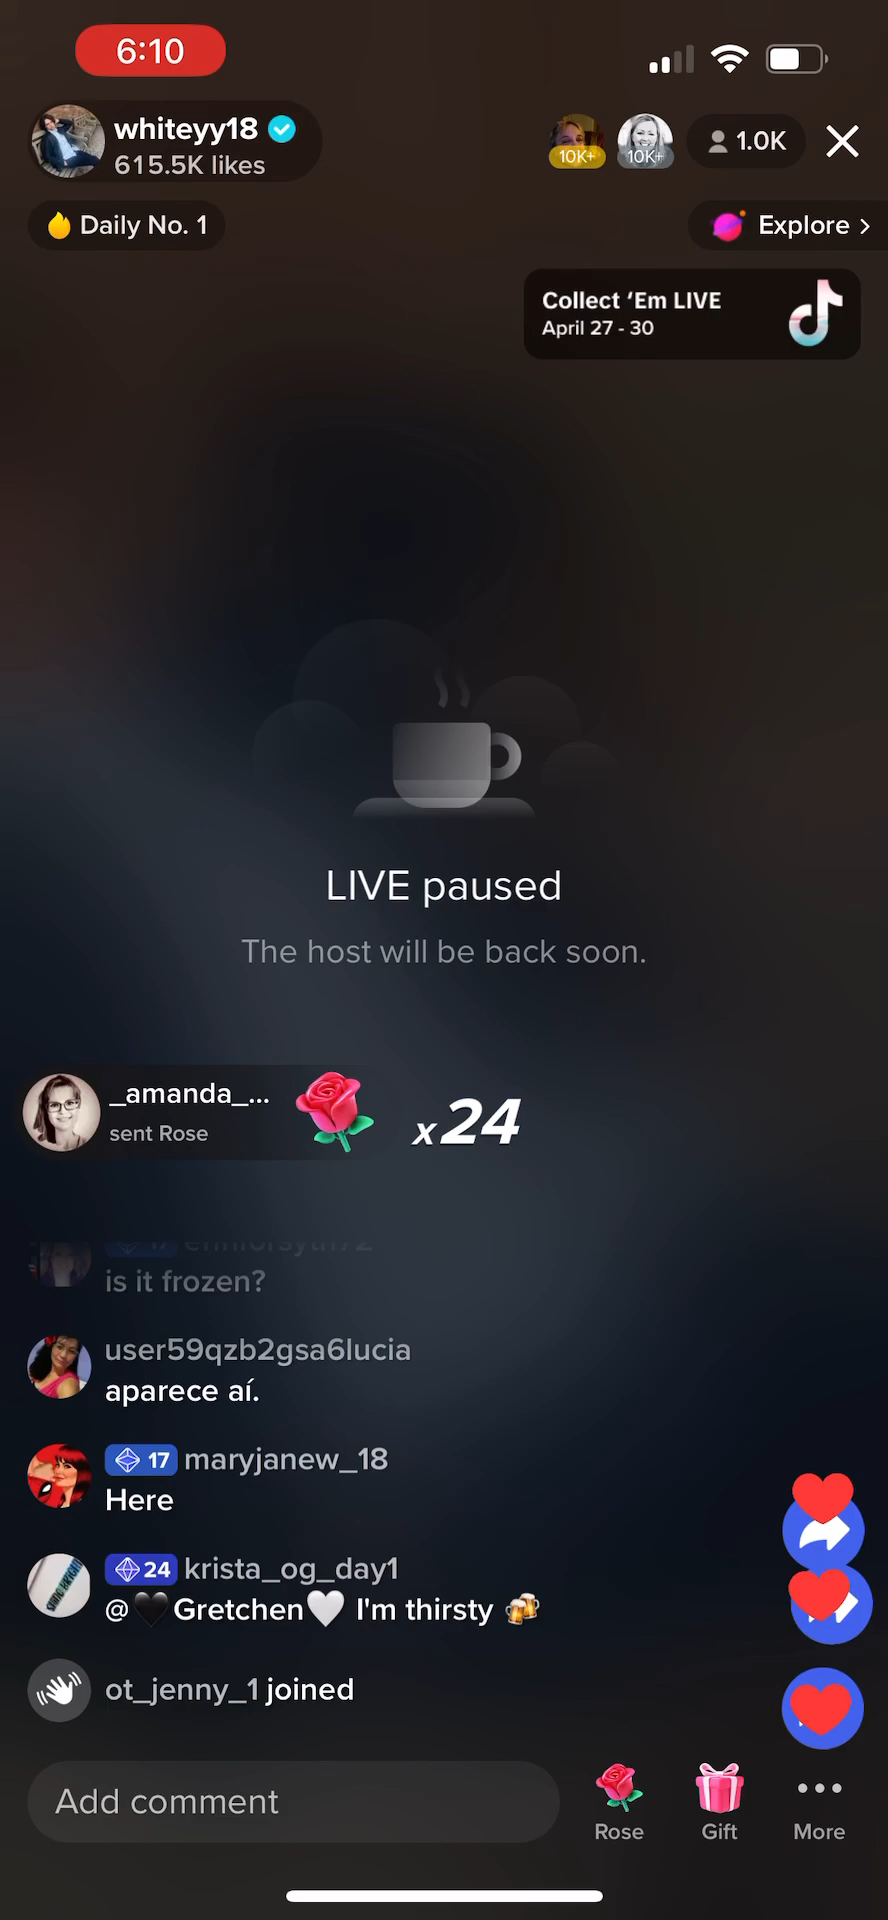 6:10
whiteyy18
615.5K likes
10K+
10K+
1.0K
Daily No. 1
Explore >
Collect ‘Em LIVE
April 27 - 30
LIVE paused
The host will be back soon.
_amanda_...
sent Rose
x24
is it frozen?
user59qzb2gsa6lucia
aparece aí.
17 maryjanew_18
Here
24 krista_og_day1
@🖤Gretchen🤍 I'm thirsty 🍻
ot_jenny_1 joined
Add comment
Rose
Gift
More